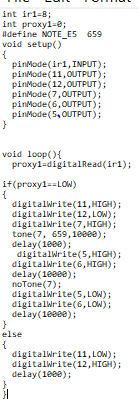 int ir1=8;
int proxy1=0;
#define NOTE_E5  659
void setup()
{
  pinMode(ir1,INPUT);
  pinMode(11,OUTPUT);
  pinMode(12,OUTPUT);
  pinMode(7,OUTPUT);
  pinMode(6,OUTPUT);
  pinMode(5,OUTPUT);
}
void loop(){
  proxy1=digitalRead(ir1);
if(proxy1==LOW)
{
  digitalWrite(11,HIGH);
  digitalWrite(12,LOW);
  digitalWrite(7,HIGH);
  tone(7, 659,10000);
  delay(1000);
   digitalWrite(5,HIGH);
  digitalWrite(6,HIGH);
  delay(10000);
  noTone(7);
  digitalWrite(5,LOW);
  digitalWrite(6,LOW);
  delay(10000);
}
else
{
  digitalWrite(11,LOW);
  digitalWrite(12,HIGH);
  delay(1000);
}
}